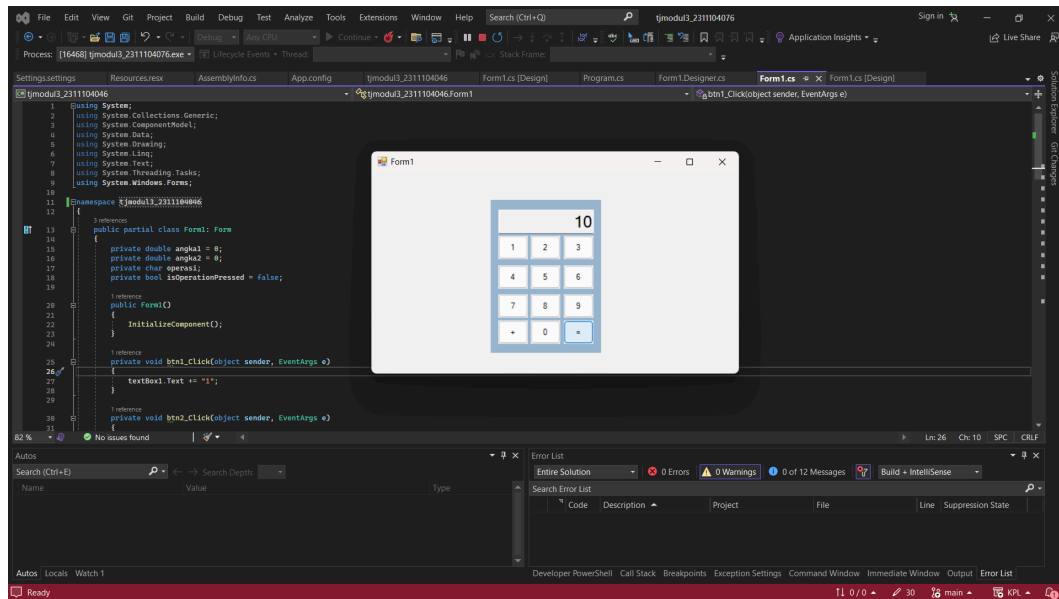 File Edit View Git Project Build Debug Test Analyze Tools Extensions Window Help Search (Ctrl+Q) tjmodul3_2311104076 Sign in
Debug Any CPU Continue Application Insights Live Share
Process: [16468] tjmodul3_2311104076.exe Lifecycle Events Thread: Stack Frame:
Settings.settings Resources.resx AssemblyInfo.cs App.config tjmodul3_2311104046 Form1.cs [Design] Program.cs Form1.Designer.cs Form1.cs Form1.cs [Design]
tjmodul3_2311104046 tjmodul3_2311104046.Form1 btn1_Click(object sender, EventArgs e)
1 using System;
2 using System.Collections.Generic;
3 using System.ComponentModel;
4 using System.Data;
5 using System.Drawing;
6 using System.Linq;
7 using System.Text;
8 using System.Threading.Tasks;
9 using System.Windows.Forms;
10
11 namespace tjmodul3_2311104046
12 {
3 references
13 public partial class Form1: Form
14 {
15 private double angka1 = 0;
16 private double angka2 = 0;
17 private char operasi;
18 private bool isOperationPressed = false;
19
1 reference
20 public Form1()
21 {
22 InitializeComponent();
23 }
24
1 reference
25 private void btn1_Click(object sender, EventArgs e)
26 {
27 textBox1.Text += "1";
28 }
29
1 reference
30 private void btn2_Click(object sender, EventArgs e)
31 {
Form1
10
1 2 3
4 5 6
7 8 9
+ 0 =
Solution Explorer
Git Changes
82 % No issues found Ln: 26 Ch: 10 SPC CRLF
Autos
Search (Ctrl+E) Search Depth:
Name Value Type
Autos Locals Watch 1
Error List
Entire Solution 0 Errors 0 Warnings 0 of 12 Messages Build + IntelliSense
Search Error List
Code Description Project File Line Suppression State
Developer PowerShell Call Stack Breakpoints Exception Settings Command Window Immediate Window Output Error List
Ready 0 / 0 30 main KPL